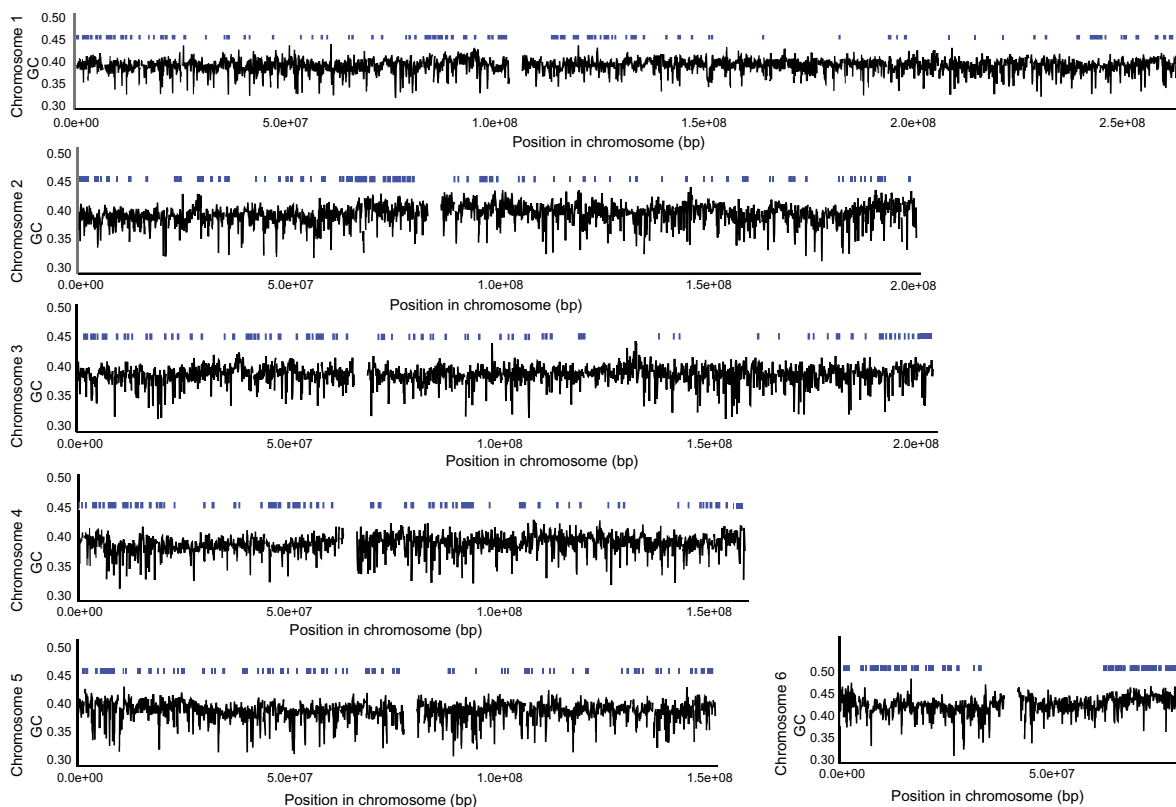 Chromosome 1
GC
0.50
0.45
0.40
0.35
0.30
0.0e+00 5.0e+07 1.0e+08 1.5e+08 2.0e+08 2.5e+08
Position in chromosome (bp)
Chromosome 2
GC
0.50
0.45
0.40
0.35
0.30
0.0e+00 5.0e+07 1.0e+08 1.5e+08 2.0e+08
Position in chromosome (bp)
Chromosome 3
GC
0.50
0.45
0.40
0.35
0.30
0.0e+00 5.0e+07 1.0e+08 1.5e+08 2.0e+08
Position in chromosome (bp)
Chromosome 4
GC
0.50
0.45
0.40
0.35
0.30
0.0e+00 5.0e+07 1.0e+08 1.5e+08
Position in chromosome (bp)
Chromosome 5
GC
0.50
0.45
0.40
0.35
0.30
0.0e+00 5.0e+07 1.0e+08 1.5e+08
Position in chromosome (bp)
Chromosome 6
GC
0.50
0.45
0.40
0.35
0.30
0.0e+00 5.0e+07
Position in chromosome (bp)